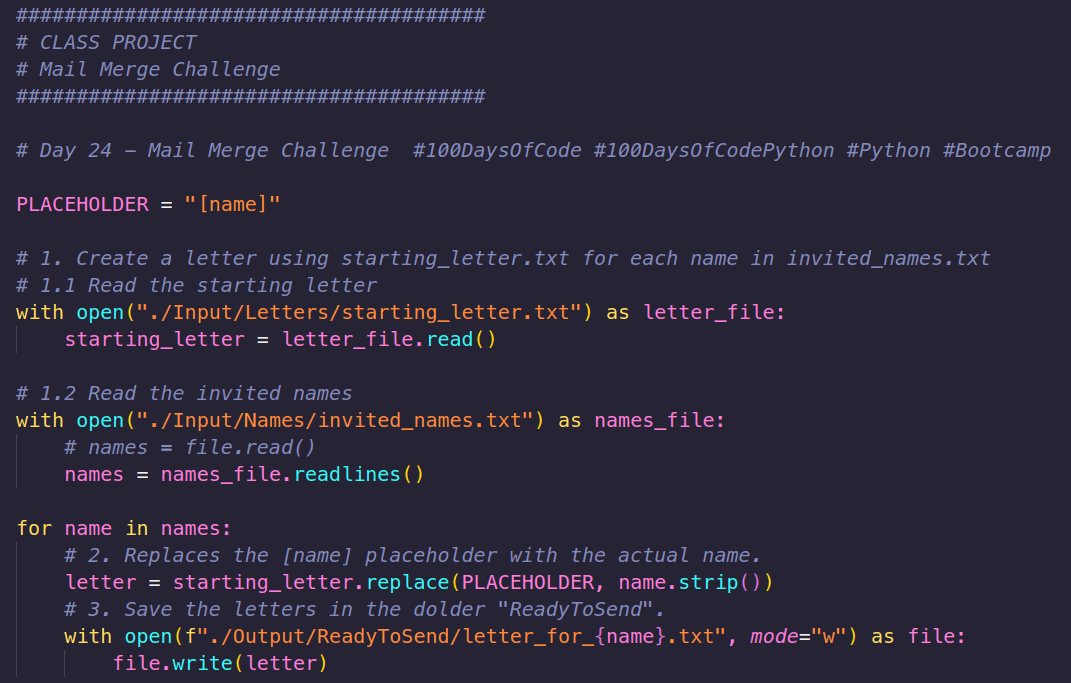 #######################################
# CLASS PROJECT
# Mail Merge Challenge
#######################################
# Day 24 – Mail Merge Challenge  #100DaysOfCode #100DaysOfCodePython #Python #Bootcamp
PLACEHOLDER = "[name]"
# 1. Create a letter using starting_letter.txt for each name in invited_names.txt
# 1.1 Read the starting letter
with open("./Input/Letters/starting_letter.txt") as letter_file:
    starting_letter = letter_file.read()
# 1.2 Read the invited names
with open("./Input/Names/invited_names.txt") as names_file:
    # names = file.read()
    names = names_file.readlines()
for name in names:
    # 2. Replaces the [name] placeholder with the actual name.
    letter = starting_letter.replace(PLACEHOLDER, name.strip())
    # 3. Save the letters in the dolder "ReadyToSend".
    with open(f"./Output/ReadyToSend/letter_for_{name}.txt", mode="w") as file:
        file.write(letter)